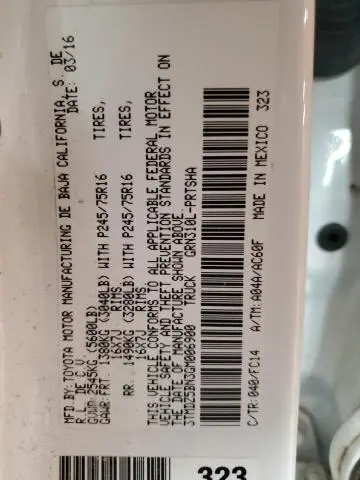 MFD BY:TOYOTA MOTOR MANUFACTURING DE BAJA CALIFORNIA, S. DE
R.L. DE C.V. DATE: 03/16
GVWR 2545KG (5600LB)
GAWR:FRT. 1380KG (3040LB) WITH P245/75R16 TIRES,
16X7J RIMS,
RR. 1490KG (3280LB) WITH P245/75R16 TIRES,
16X7J RIMS,
THIS VEHICLE CONFORMS TO ALL APPLICABLE FEDERAL MOTOR
VEHICLE SAFETY AND THEFT PREVENTION STANDARDS IN EFFECT ON
THE DATE OF MANUFACTURE SHOWN ABOVE.
3TMDZ5BN3GM006900 TRUCK GRN310L-PRTSHA
C/TR:040/FC14 A/TM:A04A/AC60F MADE IN MEXICO 323
323